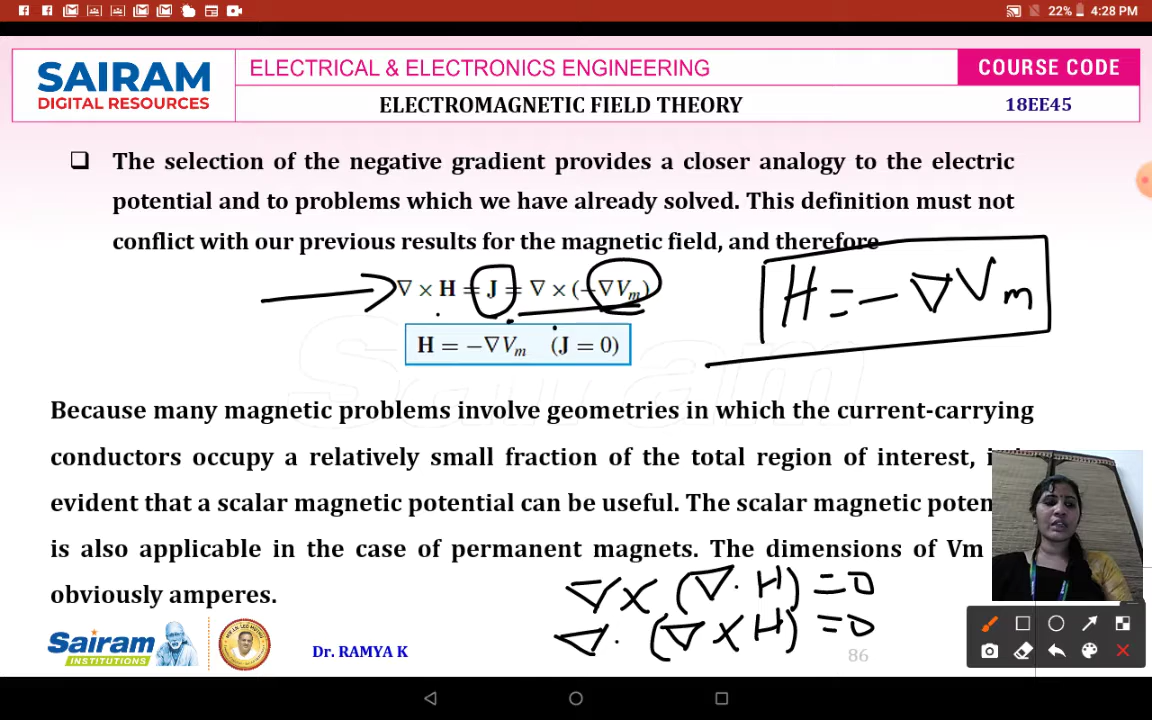 22% 4:28 PM
SAIRAM
DIGITAL RESOURCES
ELECTRICAL & ELECTRONICS ENGINEERING
COURSE CODE
ELECTROMAGNETIC FIELD THEORY
18EE45
❑ The selection of the negative gradient provides a closer analogy to the electric
potential and to problems which we have already solved. This definition must not
conflict with our previous results for the magnetic field, and therefore
∇ × H = J = ∇ × (−∇Vm)
H = −∇Vm
H = −∇Vm (J = 0)
Sairam
Because many magnetic problems involve geometries in which the current-carrying
conductors occupy a relatively small fraction of the total region of interest,
evident that a scalar magnetic potential can be useful. The scalar magnetic
is also applicable in the case of permanent magnets. The dimensions of Vm
obviously amperes.
∇ × (∇ · H) = 0
∇ · (∇ × H) = 0
Sairam
INSTITUTIONS
Dr. RAMYA K
86